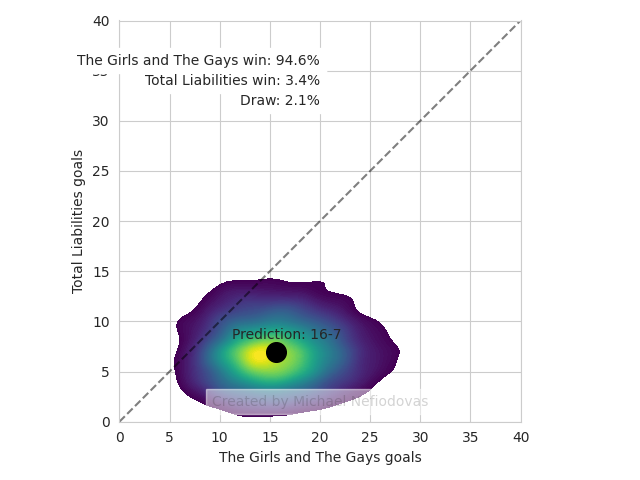 40
The Girls and The Gays win: 94.6%
35
Total Liabilities win: 3.4%
Draw: 2.1%
30
25
20
15
10
5
0
Total Liabilities goals
Prediction: 16-7
Created by Michael Nefiodovas
0 5 10 15 20 25 30 35 40
The Girls and The Gays goals